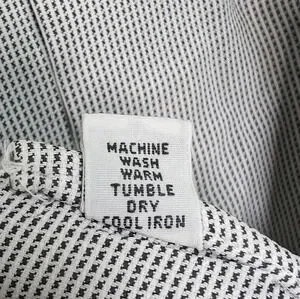 MACHINE
WASH
WARM
TUMBLE
DRY
COOL IRON